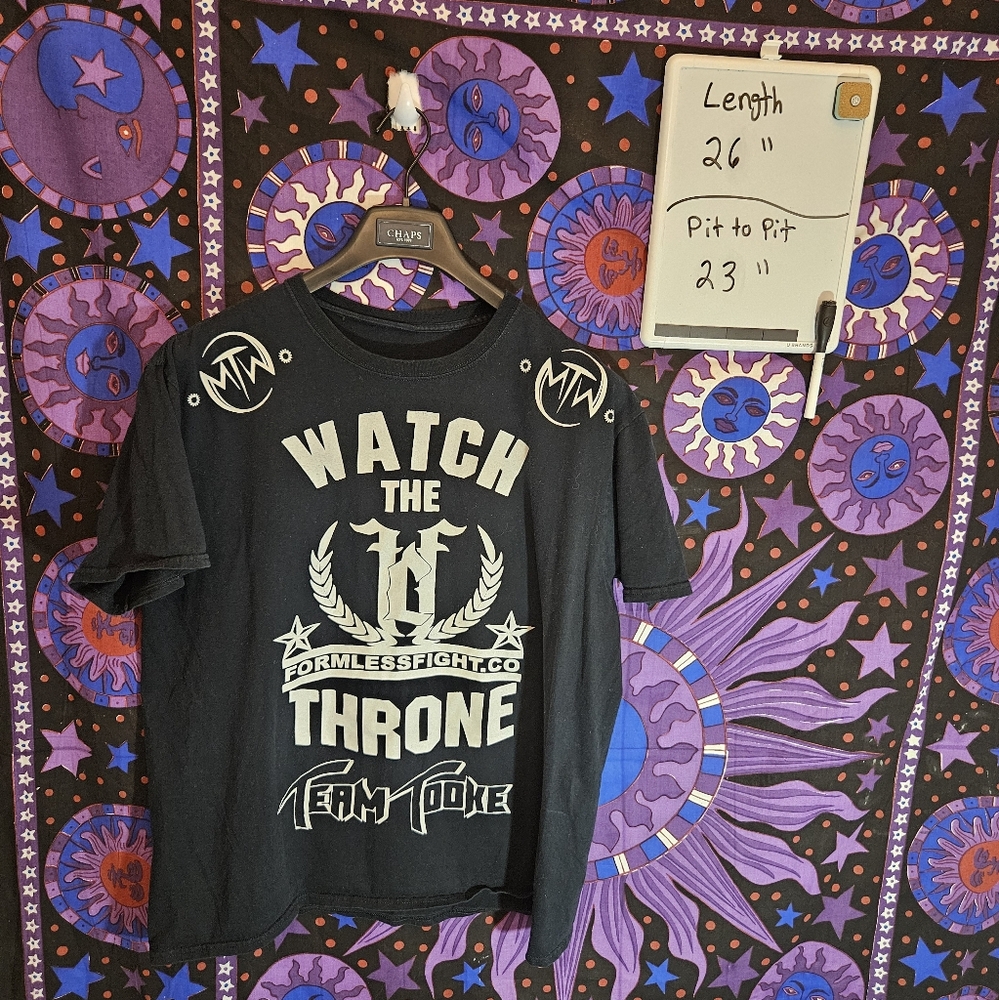 Length
26 "
Pit to Pit
23 "
CHAPS
MTW
MTW
WATCH
THE
FORMLESSFIGHT.CO
THRONE
TEAM TOOKE